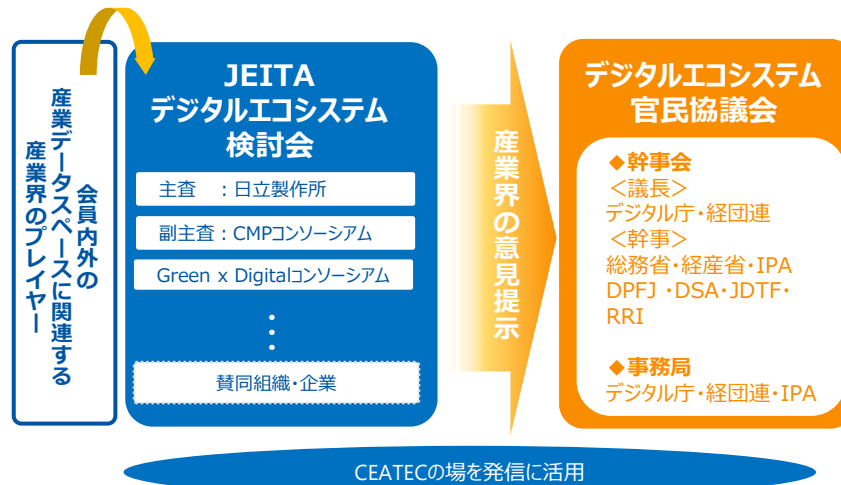 会員内外の
産業データスペースに関連する
産業界のプレイヤー
JEITA
デジタルエコシステム
検討会
主査　：日立製作所
副主査：CMPコンソーシアム
Green x Digitalコンソーシアム
・
・
・
賛同組織・企業
産業界の意見提示
デジタルエコシステム
官民協議会
◆幹事会
＜議長＞
デジタル庁・経団連
＜幹事＞
総務省・経産省・IPA
DPFJ ・DSA・JDTF・
RRI
◆事務局
デジタル庁・経団連・IPA
CEATECの場を発信に活用